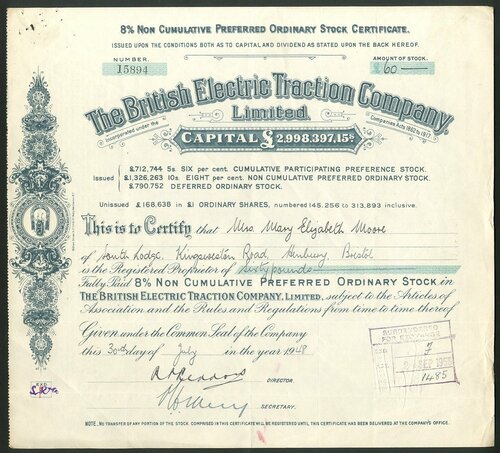 8% NON CUMULATIVE PREFERRED ORDINARY STOCK CERTIFICATE.
ISSUED UPON THE CONDITIONS BOTH AS TO CAPITAL AND DIVIDEND AS STATED UPON THE BACK HEREOF.
NUMBER. AMOUNT OF STOCK.
15894 £60
The British Electric Traction Company
Incorporated under the Limited Companies Acts 1862 to 1917
CAPITAL £2,998,397.15s
£712,744 5s. SIX per cent. CUMULATIVE PARTICIPATING PREFERENCE STOCK.
£1,326,263 10s. EIGHT per cent. NON CUMULATIVE PREFERRED ORDINARY STOCK.
£790,752 DEFERRED ORDINARY STOCK.
Unissued £168,638 IN £1 ORDINARY SHARES, numbered 145,256 to 313,893 inclusive.
This is to Certify that Mrs Mary Elizabeth Moore
of South Lodge, Kingsweston Road, Henbury, Bristol
is the Registered Proprietor of Sixty pounds
Fully Paid 8% NON CUMULATIVE PREFERRED ORDINARY STOCK in
THE BRITISH ELECTRIC TRACTION COMPANY, LIMITED, subject to the Articles of
Association and the Rules and Regulations from time to time thereof
Given under the Common Seal of the Company
this 30th day of July in the year 1948
DIRECTOR.
SECRETARY.
SURRENDERED
FOR EXCHANGE
7
SEP
1485
NOTE. NO TRANSFER OF ANY PORTION OF THE STOCK COMPRISED IN THIS CERTIFICATE WILL BE REGISTERED UNTIL THIS CERTIFICATE HAS BEEN DELIVERED AT THE COMPANY'S OFFICE.